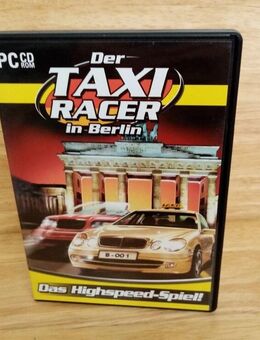 PC CD
ROM
Der
TAXI
RACER
in Berlin
B-001
Das Highspeed-Spiel!